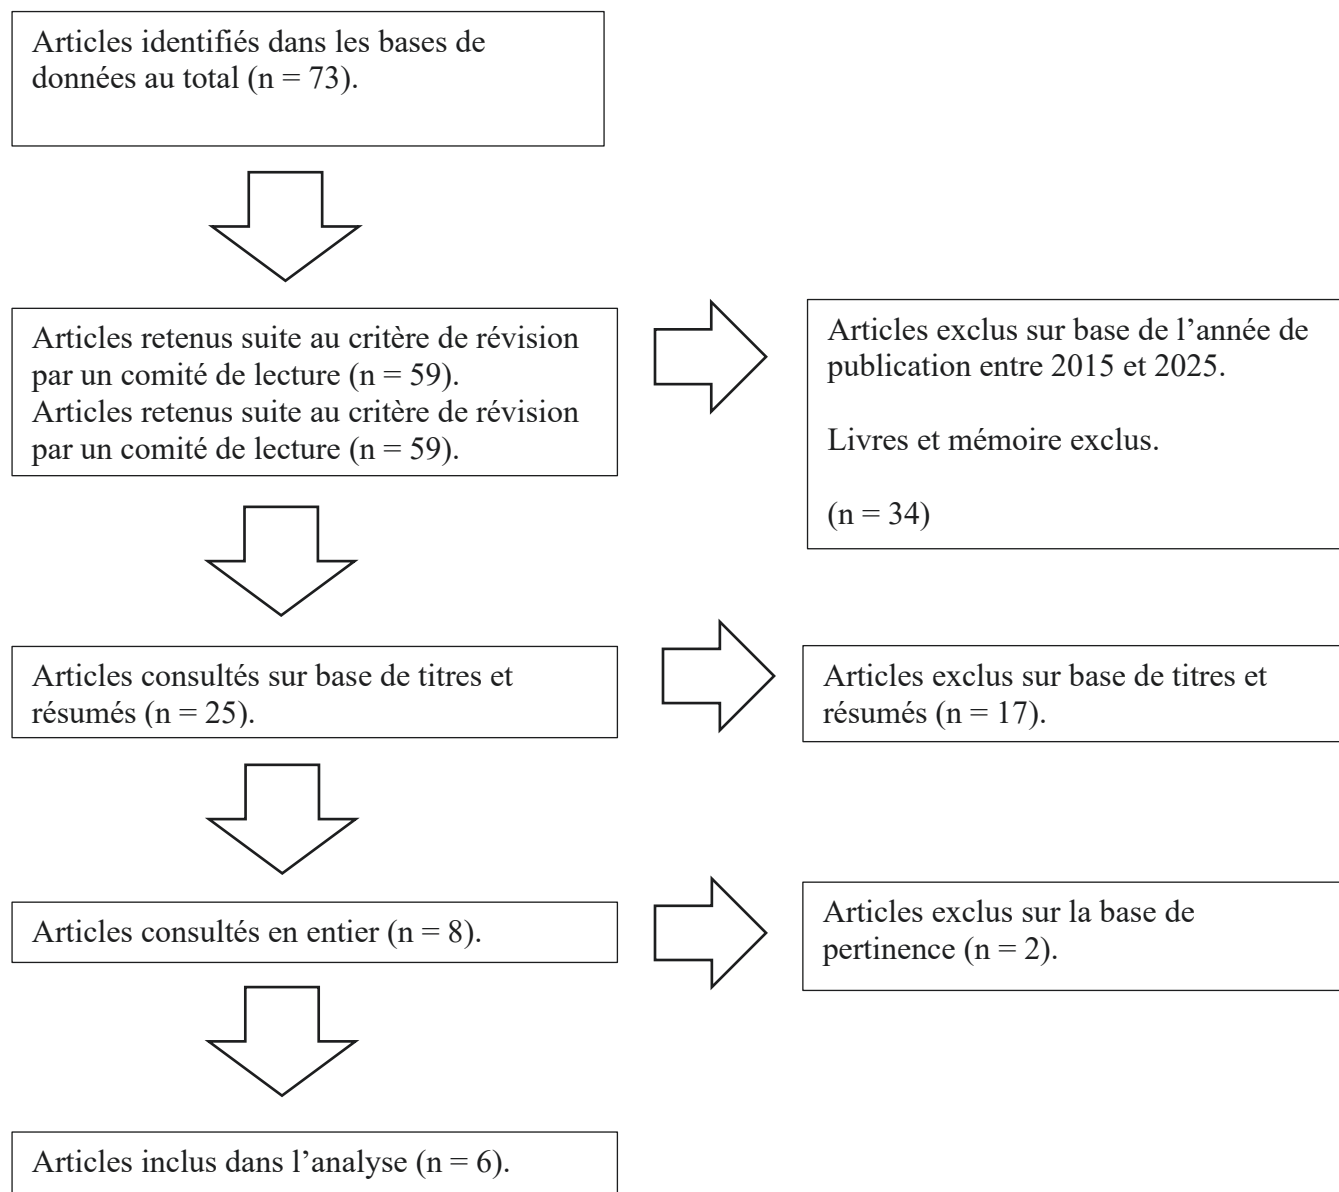 Articles identifiés dans les bases de
données au total (n = 73).
Articles retenus suite au critère de révision
par un comité de lecture (n = 59).
Articles retenus suite au critère de révision
par un comité de lecture (n = 59).
Articles exclus sur base de l’année de
publication entre 2015 et 2025.
Livres et mémoire exclus.
(n = 34)
Articles consultés sur base de titres et
résumés (n = 25).
Articles exclus sur base de titres et
résumés (n = 17).
Articles consultés en entier (n = 8).
Articles exclus sur la base de
pertinence (n = 2).
Articles inclus dans l’analyse (n = 6).